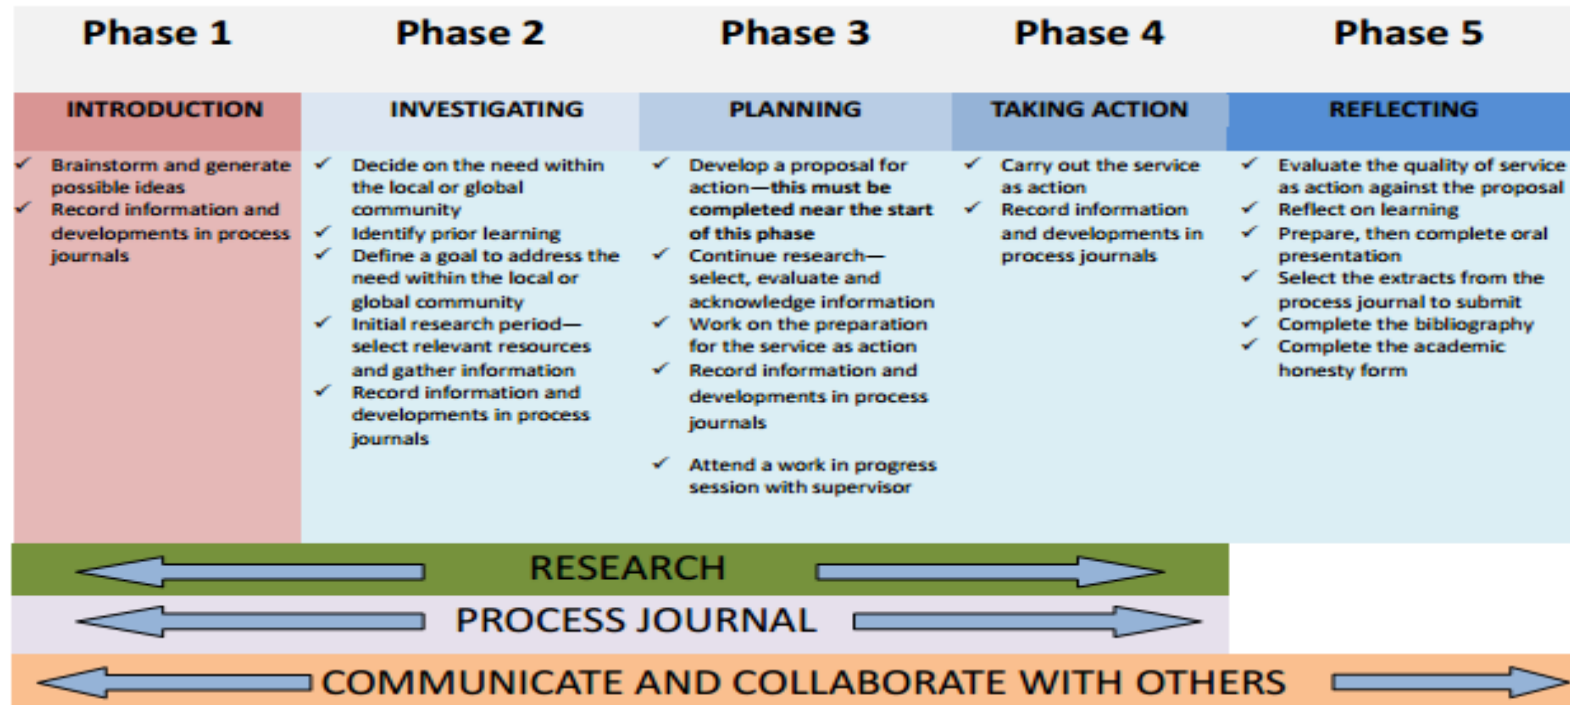 Phase 1
Phase 2
Phase 3
Phase 4
Phase 5
INTRODUCTION
INVESTIGATING
PLANNING
TAKING ACTION
REFLECTING
✓ Brainstorm and generate
possible ideas
✓ Record information and
developments in process
journals
✓ Decide on the need within
the local or global
community
✓ Identify prior learning
✓ Define a goal to address the
need within the local or
global community
✓ Initial research period—
select relevant resources
and gather information
✓ Record information and
developments in process
journals
✓ Develop a proposal for
action—this must be
completed near the start
of this phase
✓ Continue research—
select, evaluate and
acknowledge information
✓ Work on the preparation
for the service as action
✓ Record information and
developments in process
journals
✓ Attend a work in progress
session with supervisor
✓ Carry out the service
as action
✓ Record information
and developments in
process journals
✓ Evaluate the quality of service
as action against the proposal
✓ Reflect on learning
✓ Prepare, then complete oral
presentation
✓ Select the extracts from the
process journal to submit
✓ Complete the bibliography
✓ Complete the academic
honesty form
RESEARCH
PROCESS JOURNAL
COMMUNICATE AND COLLABORATE WITH OTHERS